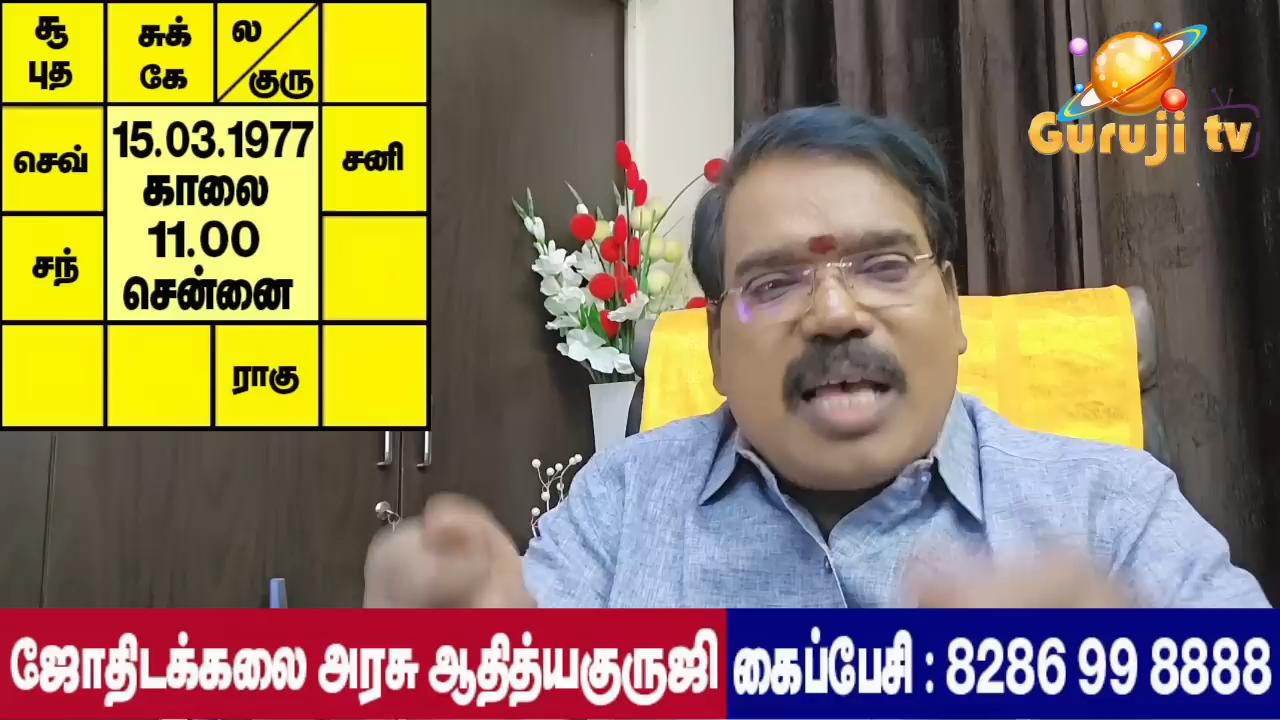 சூ
புத
சுக்
கே
ல
குரு
செவ்
15.03.1977
காலை
11.00
சென்னை
சனி
சந்
ராகு
Guruji tv
ஜோதிடக்கலை அரசு ஆதித்யகுருஜி
கைப்பேசி : 8286 99 8888